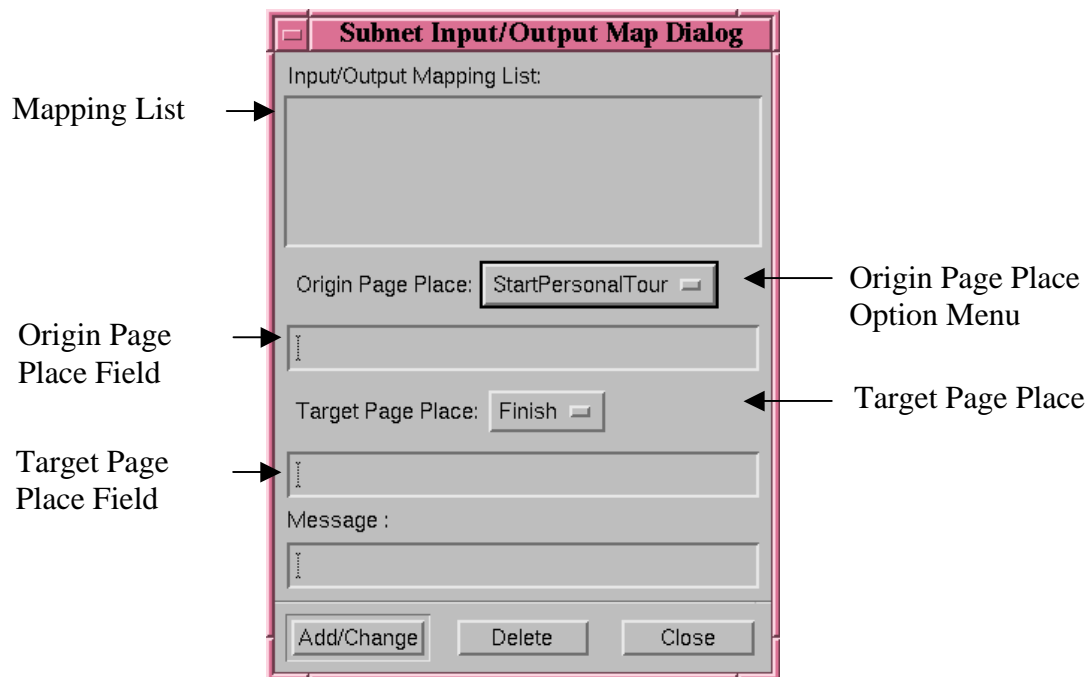 Subnet Input/Output Map Dialog
Input/Output Mapping List:
Mapping List
Origin Page Place: StartPersonalTour
Origin Page Place
Option Menu
Origin Page
Place Field
Target Page Place: Finish
Target Page Place
Target Page
Place Field
Message :
Add/Change Delete Close